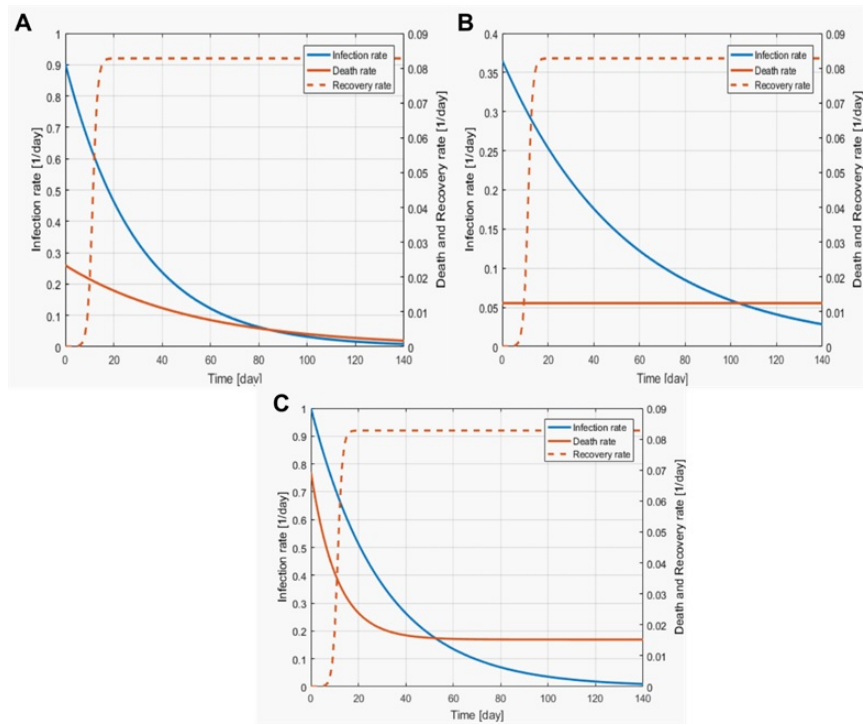 A
Infection rate
Death rate
Recovery rate
1
0.9
0.8
0.7
0.6
0.5
0.4
0.3
0.2
0.1
0
0.09
0.08
0.07
0.06
0.05
0.04
0.03
0.02
0.01
0
0 20 40 60 80 100 120 140
Infection rate [1/day]
Death and Recovery rate [1/day]
Time [day]
B
Infection rate
Death rate
Recovery rate
0.4
0.35
0.3
0.25
0.2
0.15
0.1
0.05
0
0.09
0.08
0.07
0.06
0.05
0.04
0.03
0.02
0.01
0
0 20 40 60 80 100 120 140
Infection rate [1/day]
Death and Recovery rate [1/day]
Time [day]
C
Infection rate
Death rate
Recovery rate
1
0.9
0.8
0.7
0.6
0.5
0.4
0.3
0.2
0.1
0
0.09
0.08
0.07
0.06
0.05
0.04
0.03
0.02
0.01
0
0 20 40 60 80 100 120 140
Infection rate [1/day]
Death and Recovery rate [1/day]
Time [day]